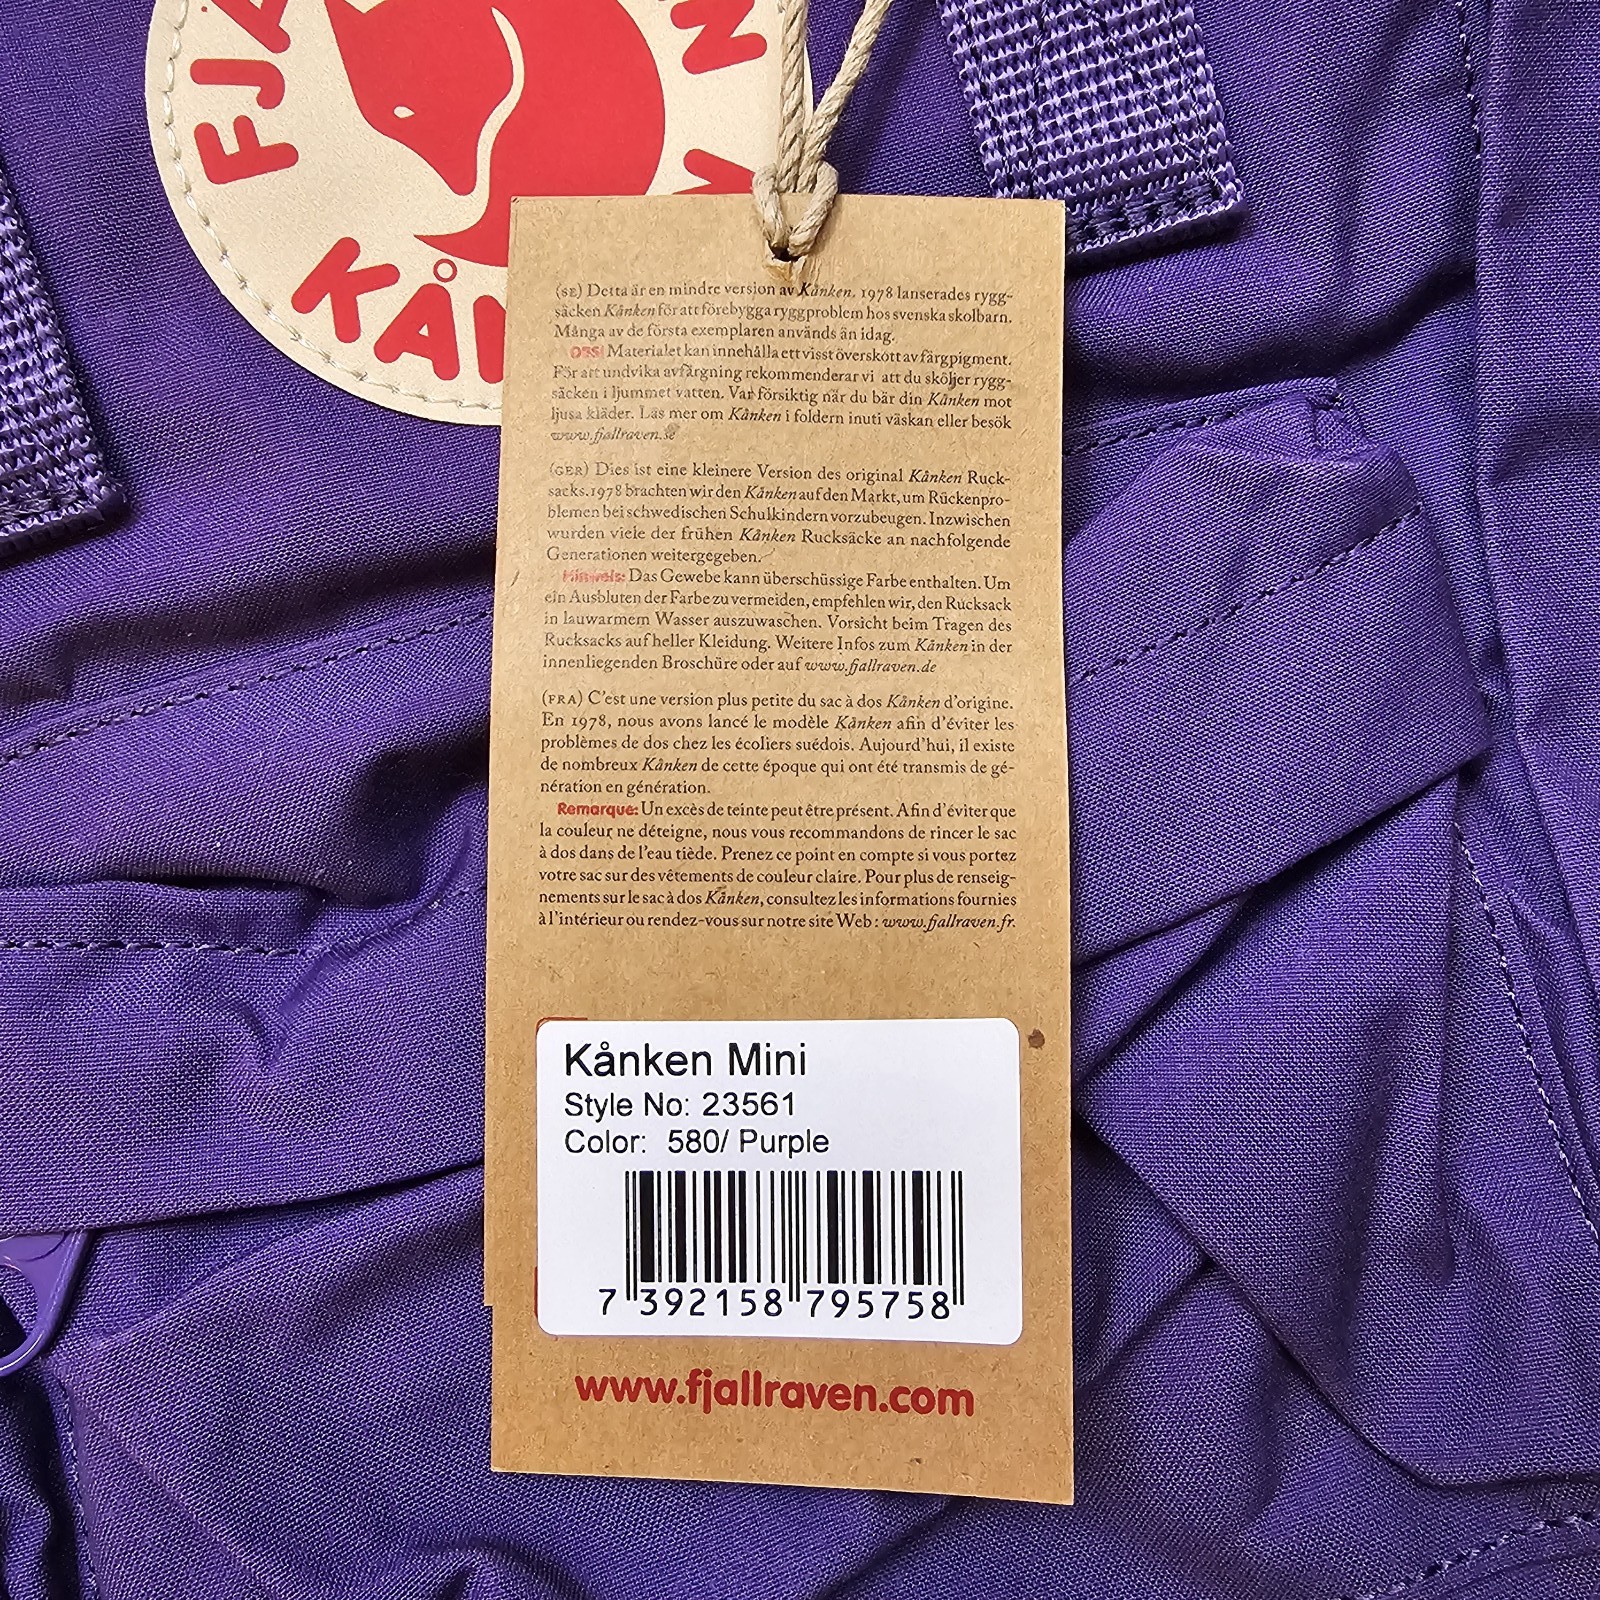 FJÄ
N
KÅN
(SE) Detta är en mindre version av Kånken. 1978 lanserades rygg-
säcken Kånken för att förebygga ryggproblem hos svenska skolbarn.
Många av de första exemplaren används än idag.
OBS! Materialet kan innehålla ett visst överskott av färgpigment.
För att undvika avfärgning rekommenderar vi att du sköljer rygg-
säcken i ljummet vatten. Var försiktig när du bär din Kånken mot
ljusa kläder. Läs mer om Kånken i foldern inuti väskan eller besök
www.fjallraven.se
(GER) Dies ist eine kleinere Version des original Kånken Ruck-
sacks.1978 brachten wir den Kånken auf den Markt, um Rückenpro-
blemen bei schwedischen Schulkindern vorzubeugen. Inzwischen
wurden viele der frühen Kånken Rucksäcke an nachfolgende
Generationen weitergegeben.
Hinweis: Das Gewebe kann überschüssige Farbe enthalten. Um
ein Ausbluten der Farbe zu vermeiden, empfehlen wir, den Rucksack
in lauwarmem Wasser auszuwaschen. Vorsicht beim Tragen des
Rucksacks auf heller Kleidung. Weitere Infos zum Kånken in der
innenliegenden Broschüre oder auf www.fjallraven.de
(FRA) C'est une version plus petite du sac à dos Kånken d'origine.
En 1978, nous avons lancé le modèle Kånken afin d'éviter les
problèmes de dos chez les écoliers suédois. Aujourd'hui, il existe
de nombreux Kånken de cette époque qui ont été transmis de gé-
nération en génération.
Remarque: Un excès de teinte peut être présent. Afin d'éviter que
la couleur ne déteigne, nous vous recommandons de rincer le sac
à dos dans de l'eau tiède. Prenez ce point en compte si vous portez
votre sac sur des vêtements de couleur claire. Pour plus de renseig-
nements sur le sac à dos Kånken, consultez les informations fournies
à l'intérieur ou rendez-vous sur notre site Web : www.fjallraven.fr.
Kånken Mini
Style No: 23561
Color: 580/ Purple
7 392158 795758
www.fjallraven.com